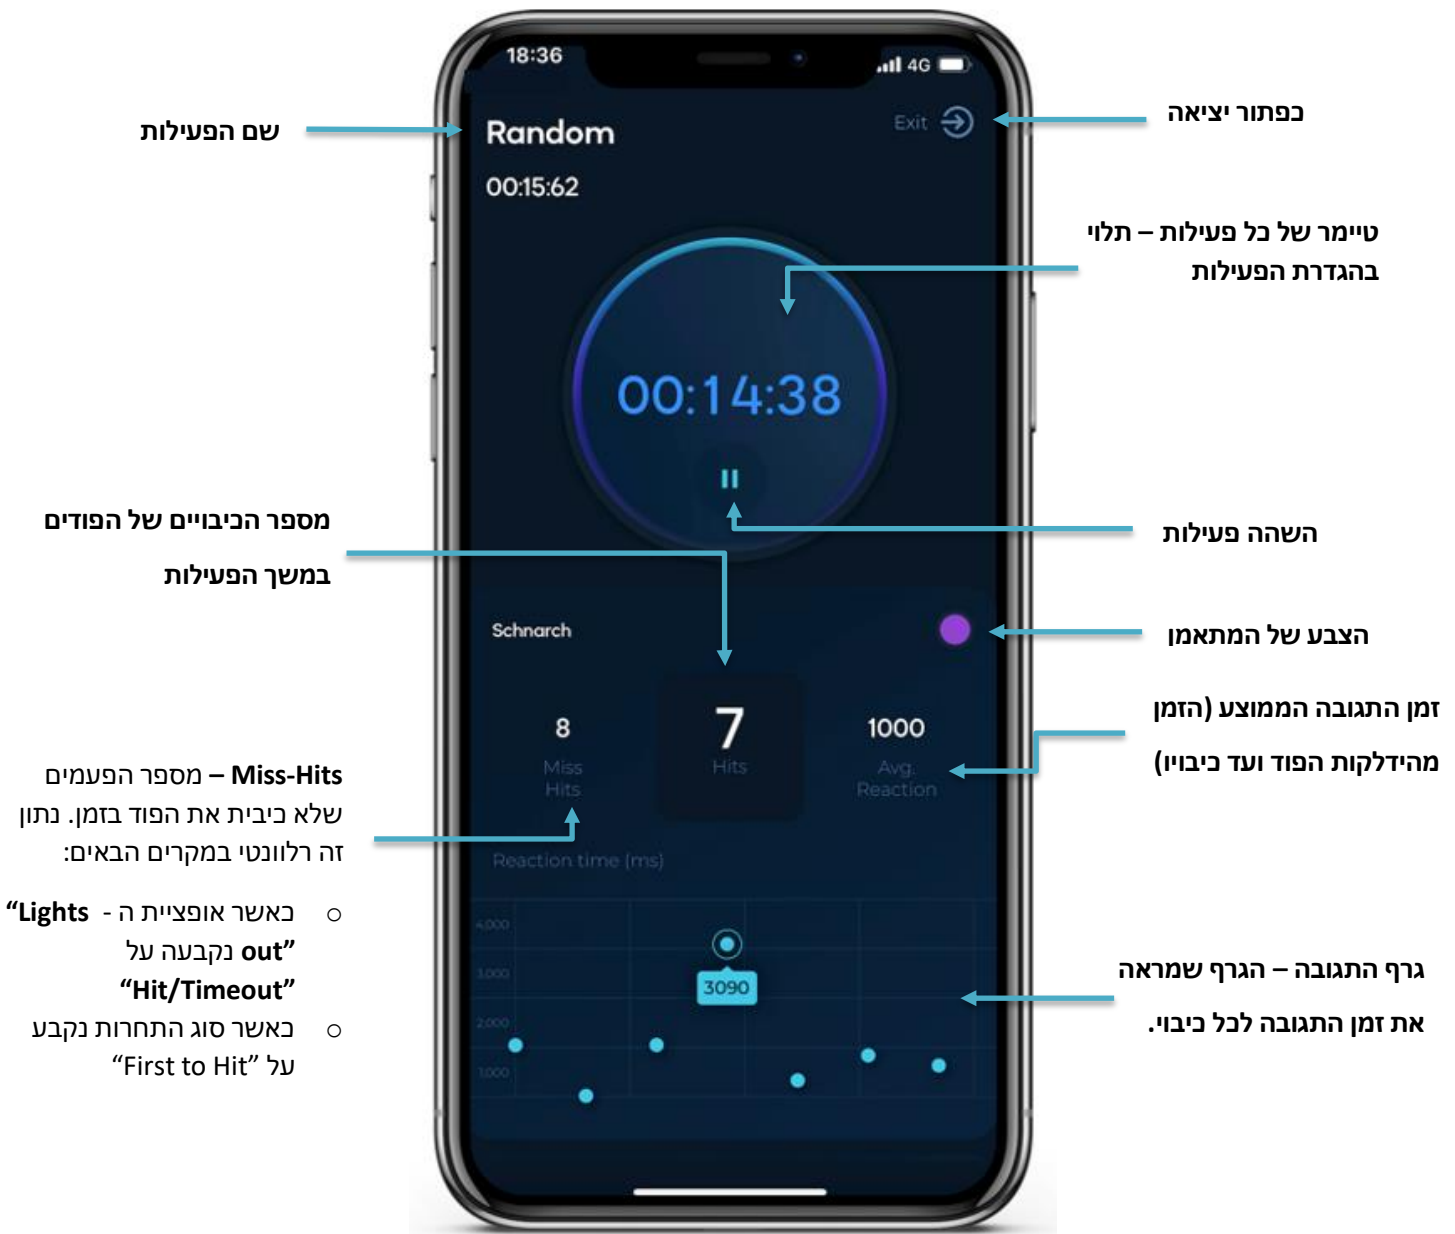 18:36
4G
Random
Exit
כפתור יציאה
שם הפעילות
00:15:62
טיימר של כל פעילות – תלוי
בהגדרת הפעילות
00:14:38
מספר הכיבויים של הפודים
במשך הפעילות
השהה פעילות
Schnarch
הצבע של המתאמן
8
Miss
Hits
7
Hits
1000
Avg.
Reaction
זמן התגובה הממוצע (הזמן
מהידלקות הפוד ועד כיבויו)
Miss-Hits – מספר הפעמים
שלא כיבית את הפוד בזמן. נתון
זה רלוונטי במקרים הבאים:
o כאשר אופציית ה - “Lights
out” נקבעה על
“Hit/Timeout”
o כאשר סוג התחרות נקבע
על “First to Hit”
Reaction time (ms)
4,000
3,000
2,000
1,000
3090
גרף התגובה – הגרף שמראה
את זמן התגובה לכל כיבוי.